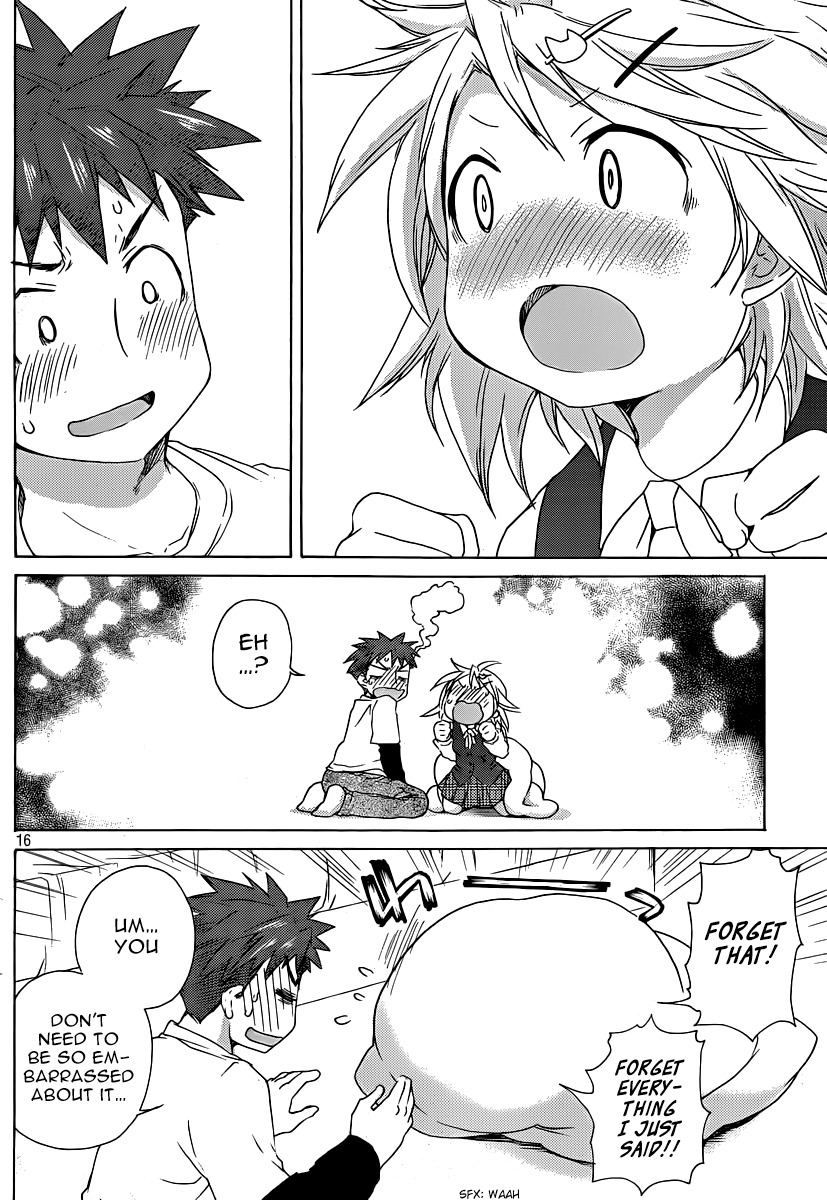 EH
...?
16
UM...
YOU
DON'T
NEED TO
BE SO EM-
BARRASSED
ABOUT IT...
FORGET
THAT!
FORGET
EVERY-
THING
I JUST
SAID!!
SFX: WAAH